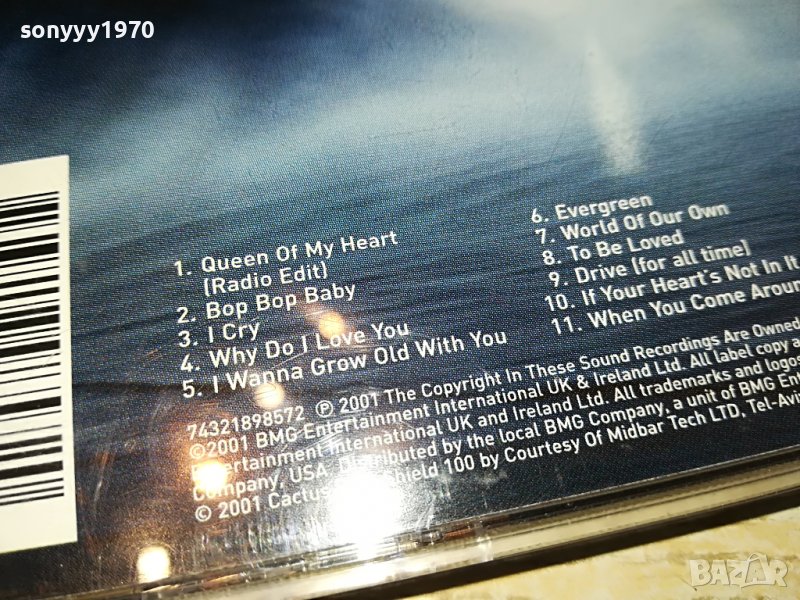 sonyyy1970
1. Queen Of My Heart
(Radio Edit)
2. Bop Bop Baby
3. I Cry
4. Why Do I Love You
5. I Wanna Grow Old With You
6. Evergreen
7. World Of Our Own
8. To Be Loved
9. Drive (for all time)
10. If Your Heart's Not In It
11. When You Come Around
74321898572 ℗ 2001 The Copyright In These Sound Recordings Are Owned
©2001 BMG Entertainment International UK & Ireland Ltd. All label copy a
Entertainment International UK and Ireland Ltd. All trademarks and logos
Company, USA. Distributed by the local BMG Company, a unit of BMG Ente
© 2001 Cactus Shield 100 by Courtesy Of Midbar Tech LTD, Tel-Avi
BAZAR